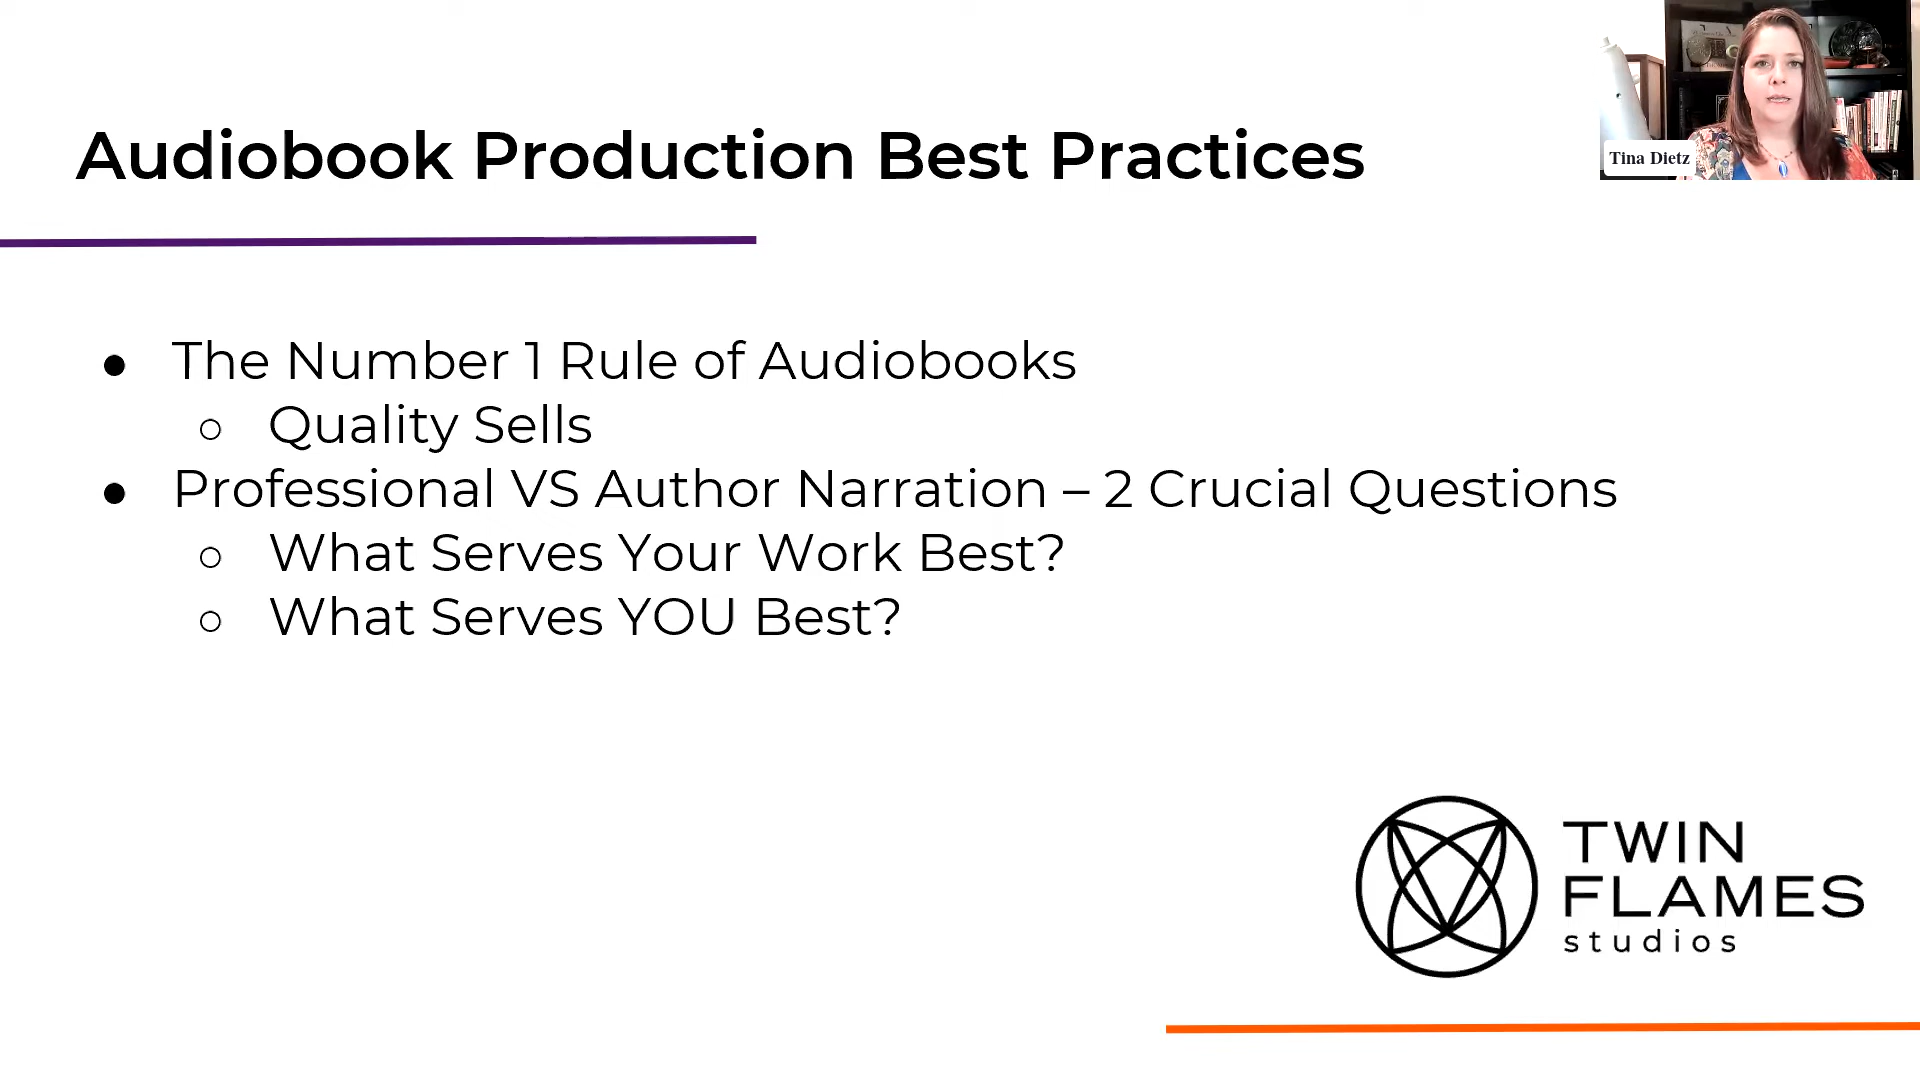 Audiobook Production Best Practices
Tina Dietz
● The Number 1 Rule of Audiobooks
○ Quality Sells
● Professional VS Author Narration – 2 Crucial Questions
○ What Serves Your Work Best?
○ What Serves YOU Best?
TWIN
FLAMES
studios